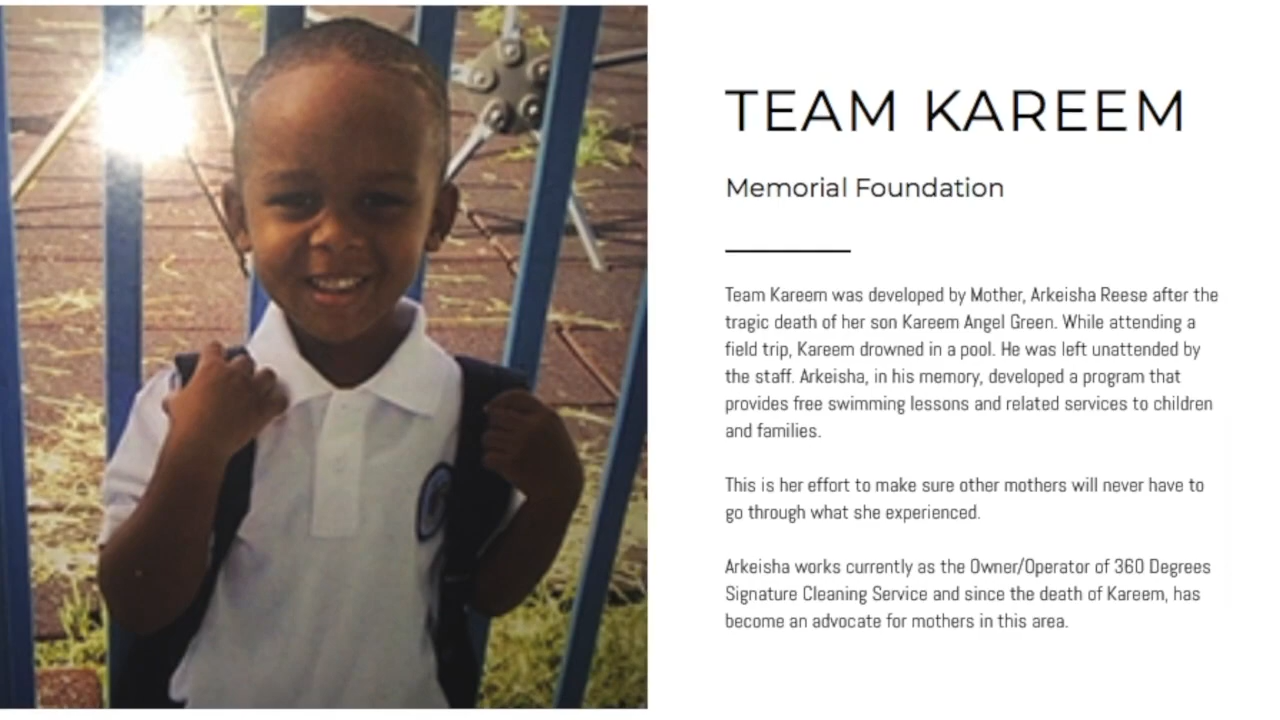 TEAM KAREEM
Memorial Foundation
Team Kareem was developed by Mother, Arkeisha Reese after the
tragic death of her son Kareem Angel Green. While attending a
field trip, Kareem drowned in a pool. He was left unattended by
the staff. Arkeisha, in his memory, developed a program that
provides free swimming lessons and related services to children
and families.
This is her effort to make sure other mothers will never have to
go through what she experienced.
Arkeisha works currently as the Owner/Operator of 360 Degrees
Signature Cleaning Service and since the death of Kareem, has
become an advocate for mothers in this area.